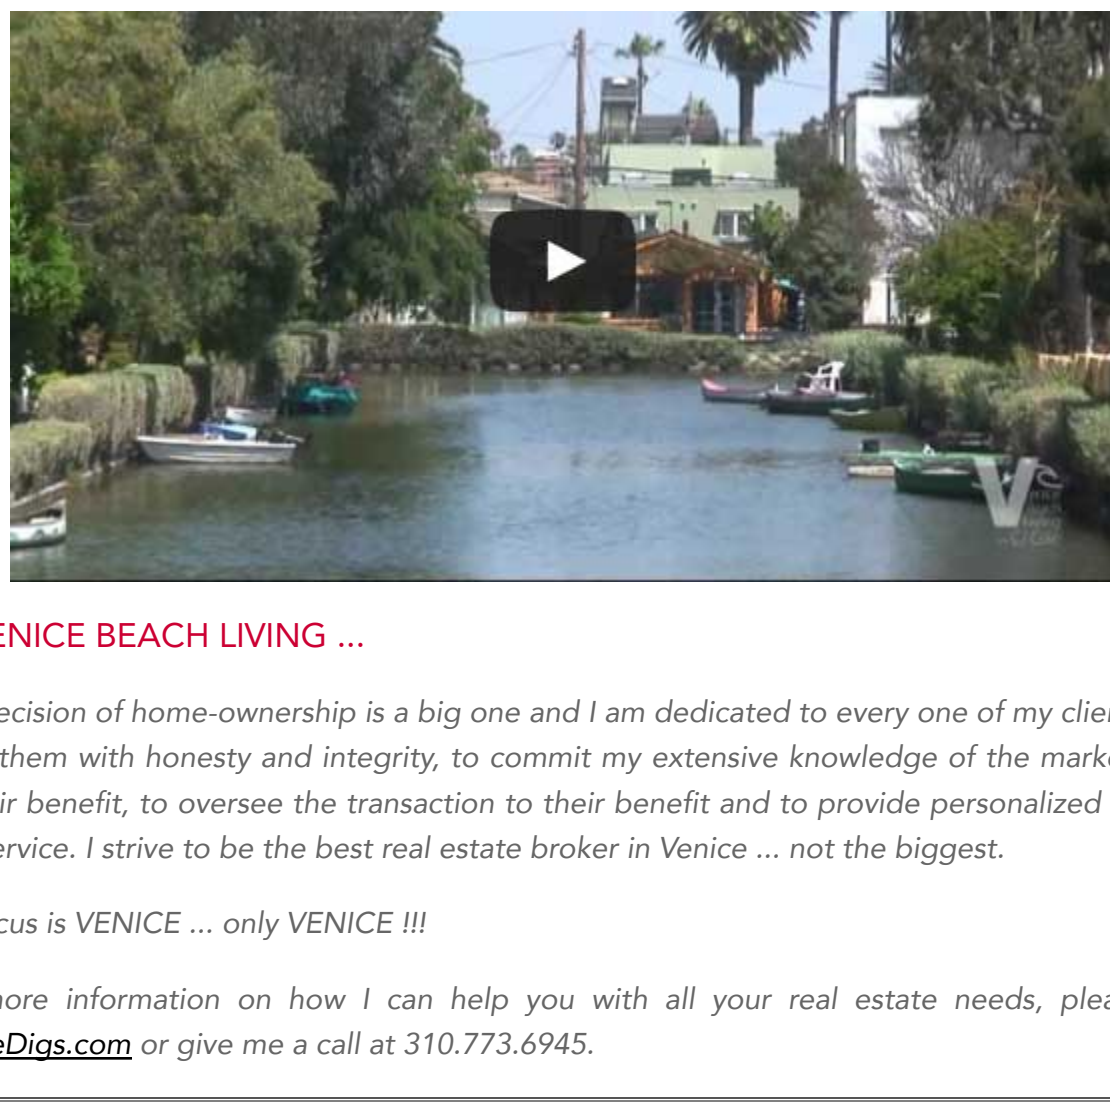 V
ENICE BEACH LIVING ...
ecision of home-ownership is a big one and I am dedicated to every one of my clien
them with honesty and integrity, to commit my extensive knowledge of the marke
ir benefit, to oversee the transaction to their benefit and to provide personalized
ervice. I strive to be the best real estate broker in Venice ... not the biggest.
cus is VENICE ... only VENICE !!!
more information on how I can help you with all your real estate needs, plea
eDigs.com or give me a call at 310.773.6945.